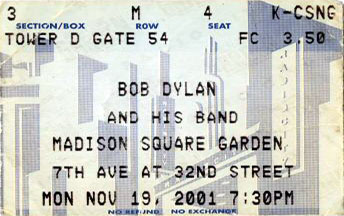 3 M 4 K-CSNG
SECTION/BOX ROW SEAT
TOWER D GATE 54 FC 3.50
BOB DYLAN
AND HIS BAND
MADISON SQUARE GARDEN
7TH AVE AT 32ND STREET
MON NOV 19, 2001 7:30PM
NO REFUND NO EXCHANGE